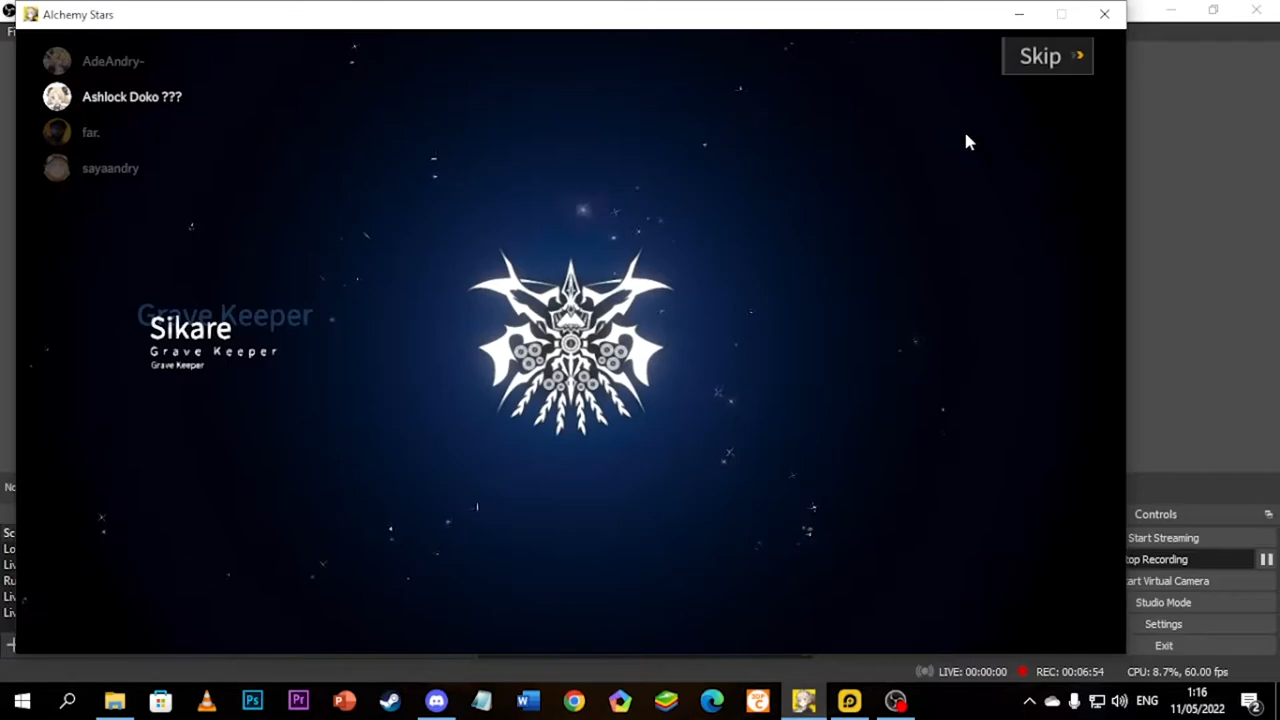 Alchemy Stars
Skip
AdeAndry-
Ashlock Doko ???
far.
sayaandry
Grave Keeper
Sikare
Grave Keeper
Grave Keeper
Controls
Start Streaming
top Recording
tart Virtual Camera
Studio Mode
Settings
Exit
LIVE: 00:00:00
REC: 00:06:54
CPU: 8.7%, 60.00 fps
ENG
1:16
11/05/2022